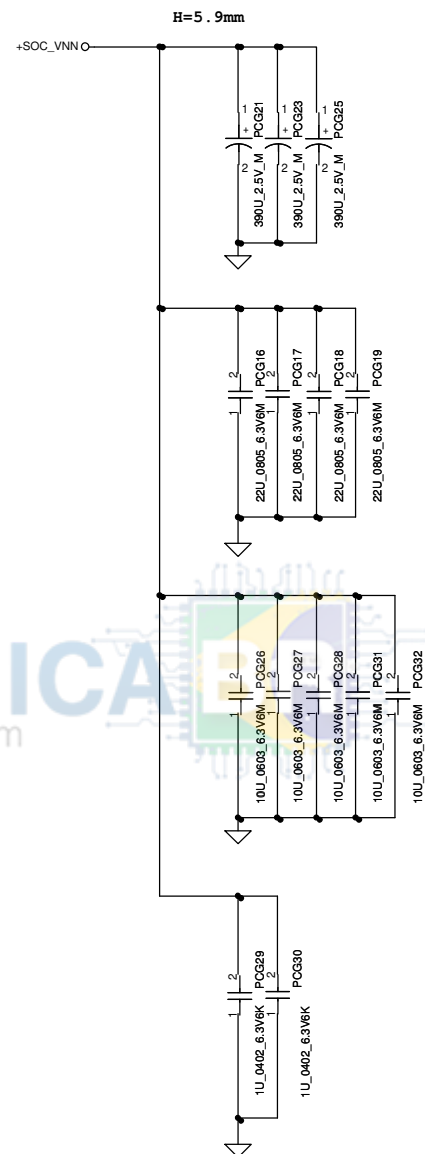 H=5.9mm
+SOC_VNN
1
+
2
PCG21
390U_2.5V_M
1
+
2
PCG23
390U_2.5V_M
1
+
2
PCG25
390U_2.5V_M
2
1
PCG16
22U_0805_6.3V6M
2
1
PCG17
22U_0805_6.3V6M
2
1
PCG18
22U_0805_6.3V6M
2
1
PCG19
22U_0805_6.3V6M
2
1
PCG26
10U_0603_6.3V6M
2
1
PCG27
10U_0603_6.3V6M
2
1
PCG28
10U_0603_6.3V6M
2
1
PCG31
10U_0603_6.3V6M
2
1
PCG32
10U_0603_6.3V6M
ICA
m
2
1
PCG29
1U_0402_6.3V6K
2
1
PCG30
1U_0402_6.3V6K